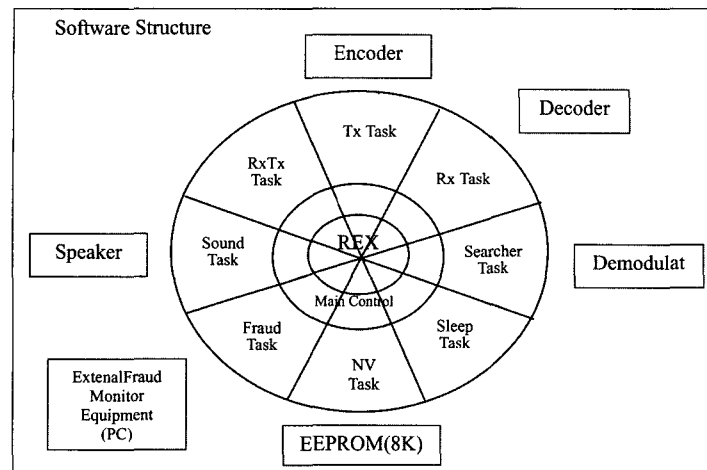 Software Structure
Encoder
Decoder
Tx Task
RxTx
Task
Rx Task
REX
Speaker
Sound
Task
Searcher
Task
Demodulat
Main Control
Fraud
Task
Sleep
Task
NV
Task
ExtenalFraud
Monitor
Equipment
(PC)
EEPROM(8K)